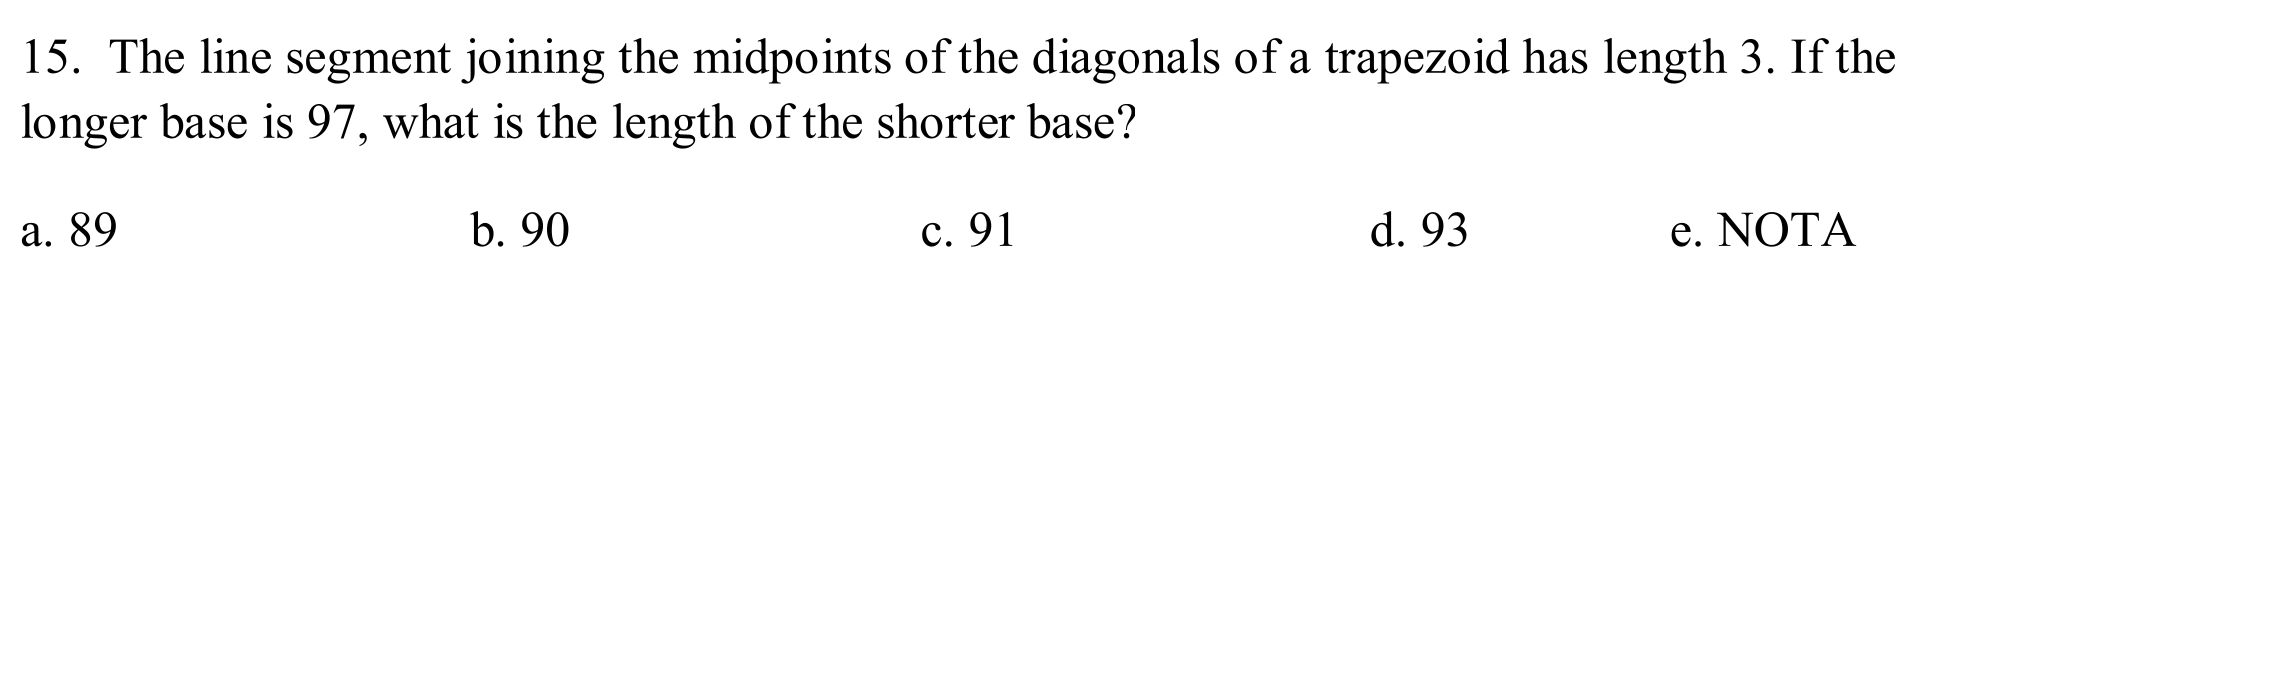 15. The line segment joining the midpoints of the diagonals of a trapezoid has length 3. If the
longer base is 97, what is the length of the shorter base?
a. 89 b. 90 c. 91 d. 93 e. NOTA